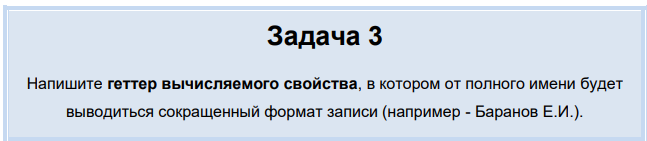 Задача 3
Напишите геттер вычисляемого свойства, в котором от полного имени будет
выводиться сокращенный формат записи (например - Баранов Е.И.).